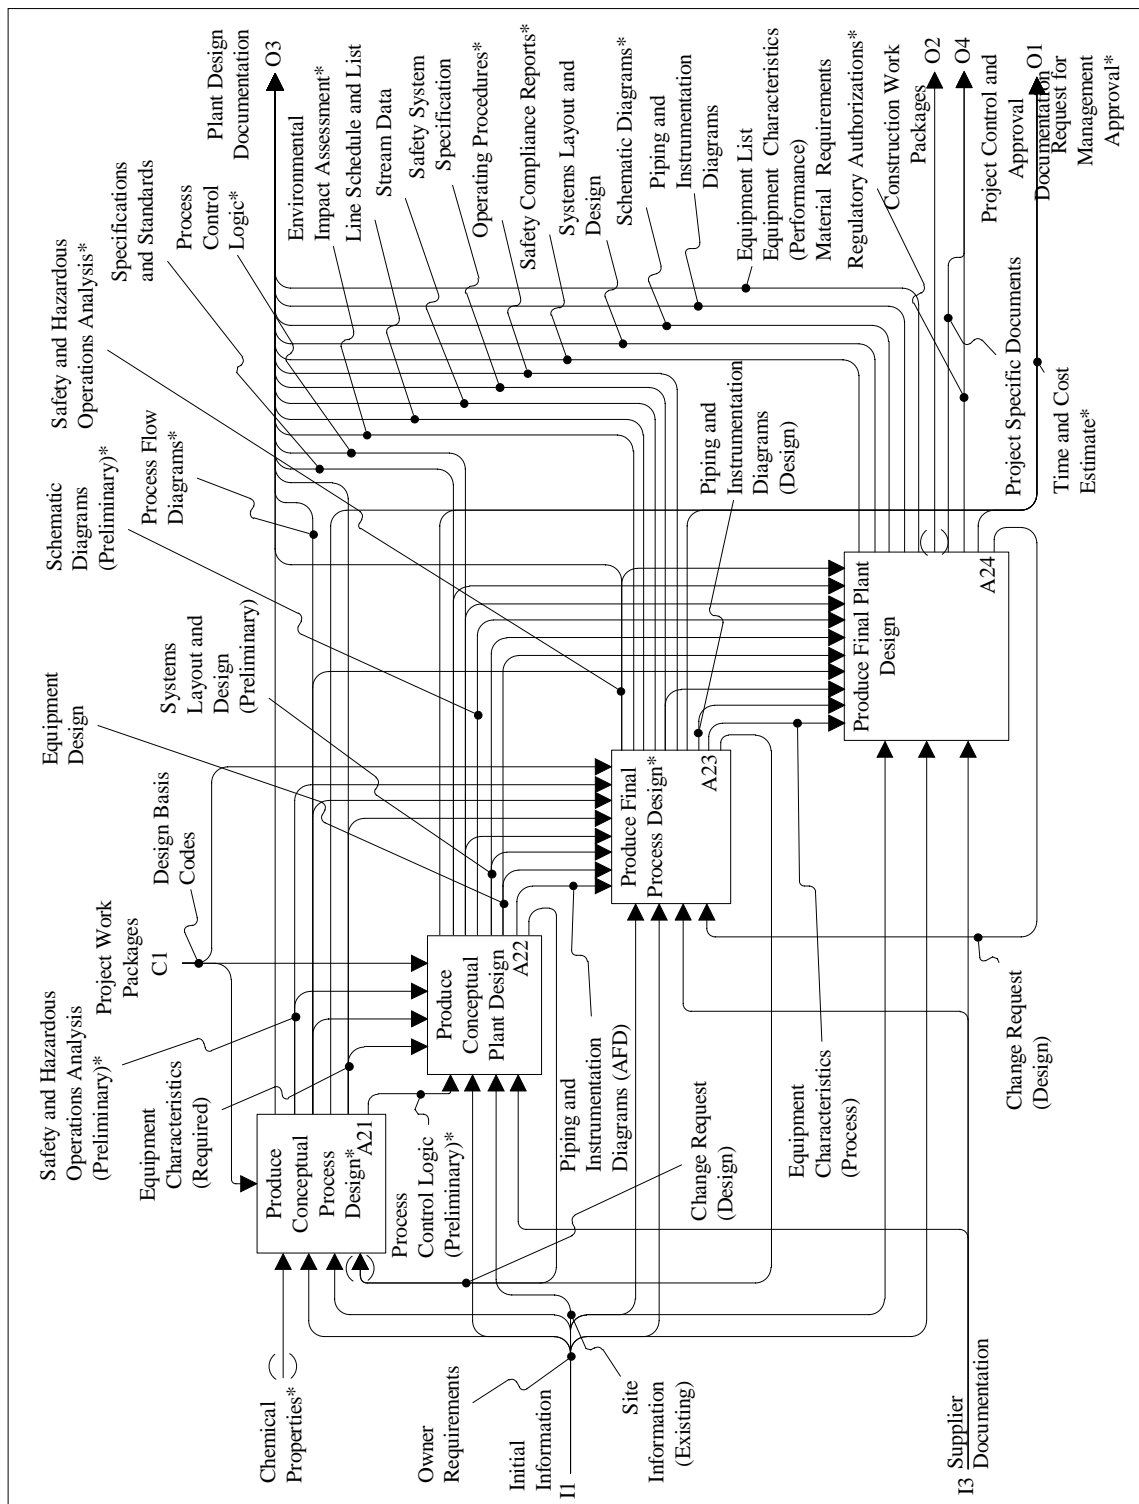 Safety and Hazardous
Operations Analysis
(Preliminary)*
Project Work
Packages
C1
Equipment
Design
Schematic
Diagrams
(Preliminary)*
Safety and Hazardous
Operations Analysis*
Equipment
Characteristics
(Required)
Design Basis
Codes
Systems
Layout and
Design
(Preliminary)
Process Flow
Diagrams*
Specifications
and Standards
Process
Control
Logic*
Plant Design
Documentation
O3
Chemical
Properties*
Produce
Conceptual
Process
Design*
A21
Environmental
Impact Assessment*
Line Schedule and List
Stream Data
Safety System
Specification
Operating Procedures*
Safety Compliance Reports*
Systems Layout and
Design
Schematic Diagrams*
Piping and
Instrumentation
Diagrams
Equipment List
Equipment Characteristics
(Performance)
Material Requirements
Regulatory Authorizations*
Construction Work
Packages
O2
O4
Project Control and
Approval
Documentation
O1
Request for
Management
Approval*
Owner
Requirements
Process
Control Logic
(Preliminary)*
Produce
Conceptual
Plant Design
A22
Initial
Information
I1
Site
Information
(Existing)
Piping and
Instrumentation
Diagrams (AFD)
Produce Final
Process Design*
A23
Piping and
Instrumentation
Diagrams
(Design)
Change Request
(Design)
Equipment
Characteristics
(Process)
Produce Final Plant
Design
A24
Project Specific Documents
Time and Cost
Estimate*
I3
Supplier
Documentation
Change Request
(Design)